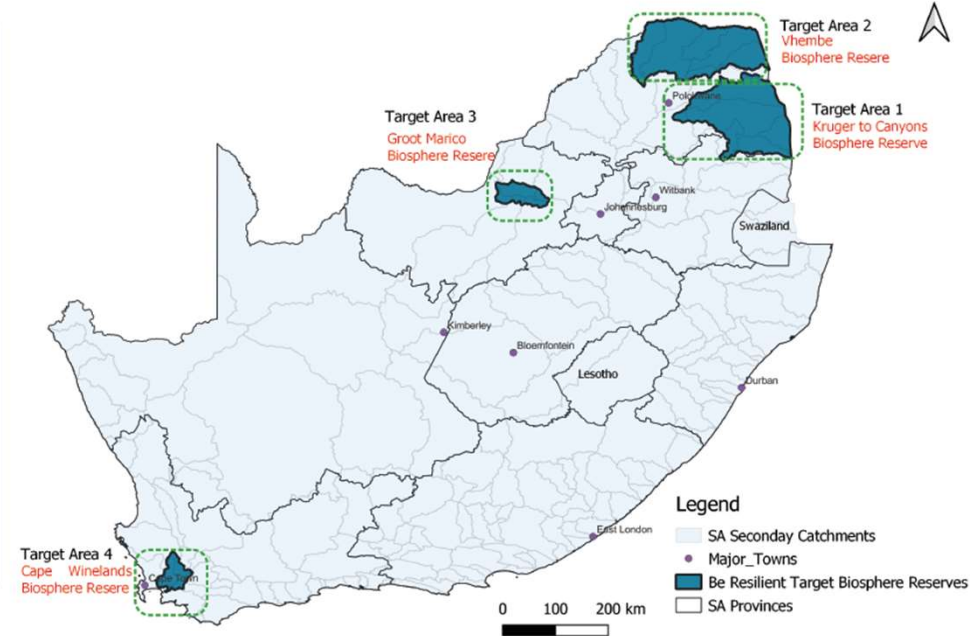 Target Area 2
Vhembe
Biosphere Resere
Target Area 1
Kruger to Canyons
Biosphere Reserve
Target Area 3
Groot Marico
Biosphere Resere
Polokwane
Witbank
Johannesburg
Swaziland
Kimberley
Bloemfontein
Lesotho
Durban
East London
Target Area 4
Cape Winelands
Biosphere Resere
Cape Town
Legend
SA Seconday Catchments
Major_Towns
Be Resilient Target Biosphere Reserves
SA Provinces
0 100 200 km